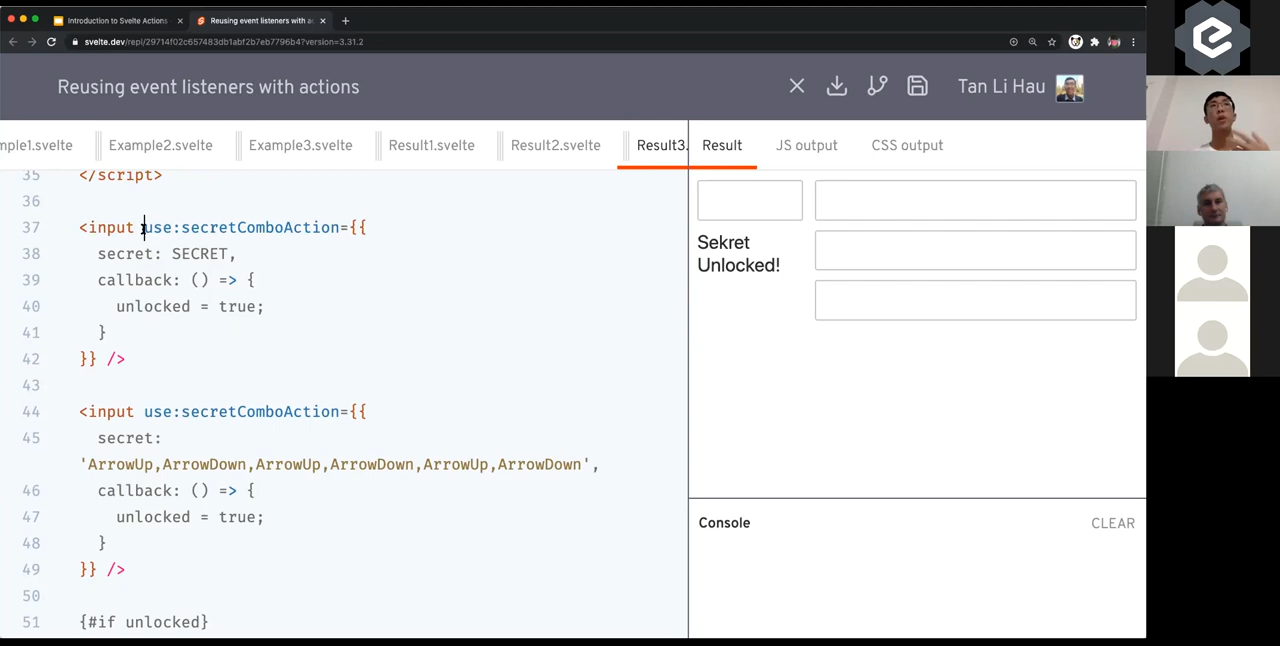 Introduction to Svelte Actions
Reusing event listeners with ac
svelte.dev/repl/29714f02c657483db1abf2b7eb7796b4?version=3.31.2
Reusing event listeners with actions
Tan Li Hau
mple1.svelte
Example2.svelte
Example3.svelte
Result1.svelte
Result2.svelte
Result3.
Result
JS output
CSS output
35 </script>
36
37 <input use:secretComboAction={{
38 secret: SECRET,
39 callback: () => {
40 unlocked = true;
41 }
42 }} />
43
44 <input use:secretComboAction={{
45 secret:
'ArrowUp,ArrowDown,ArrowUp,ArrowDown,ArrowUp,ArrowDown',
46 callback: () => {
47 unlocked = true;
48 }
49 }} />
50
51 {#if unlocked}
Sekret
Unlocked!
Console
CLEAR